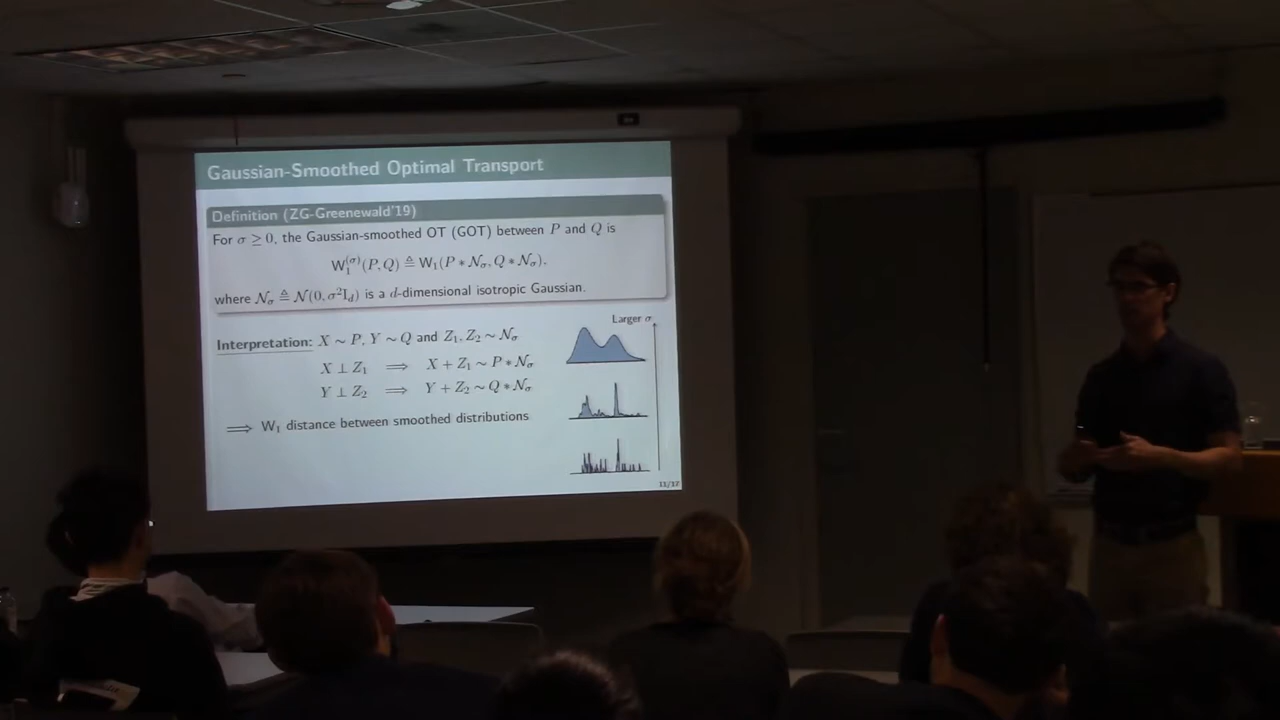 Gaussian-Smoothed Optimal Transport
Definition (ZG-Greenewald'19)
For σ ≥ 0, the Gaussian-smoothed OT (GOT) between P and Q is
W₁^(σ)(P, Q) ≜ W₁(P * 𝒩_σ, Q * 𝒩_σ),
where 𝒩_σ ≜ 𝒩(0, σ²I_d) is a d-dimensional isotropic Gaussian.
Larger σ
Interpretation: X ∼ P, Y ∼ Q and Z₁, Z₂ ∼ 𝒩_σ
X ⊥ Z₁ ⟹ X + Z₁ ∼ P * 𝒩_σ
Y ⊥ Z₂ ⟹ Y + Z₂ ∼ Q * 𝒩_σ
⟹ W₁ distance between smoothed distributions
11/17